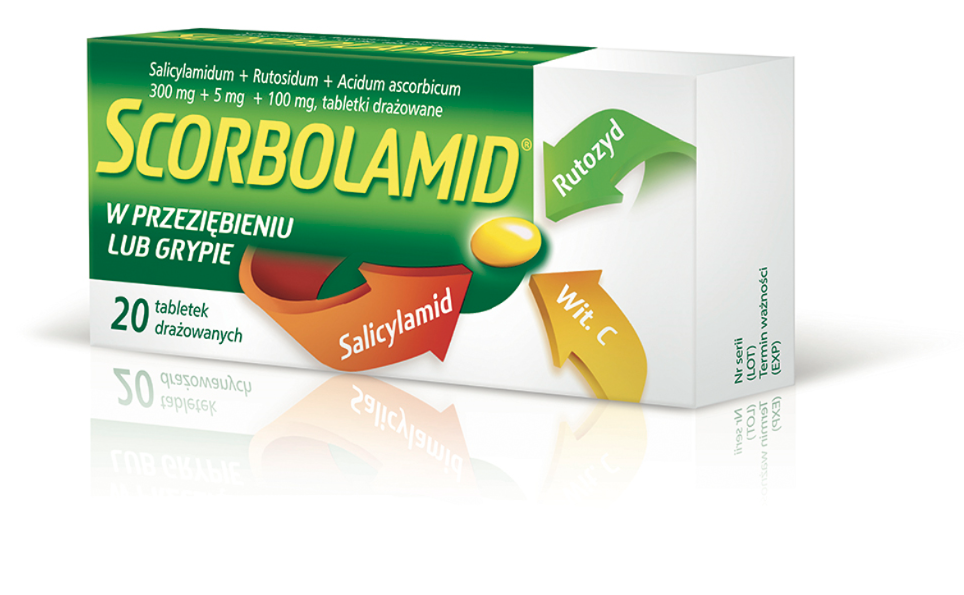 SCORBOLAMID
Salicylamidum + Rutosidum + Acidum ascorbicum
300 mg + 5 mg + 100 mg, tabletki drażowane
SCORBOLAMID®
W PRZEZIĘBIENIU
LUB GRYPIE
20 tabletek
drażowanych
Salicylamid
Rutozyd
Wit. C
Nr serii
(LOT)
Termin ważności
(EXP)